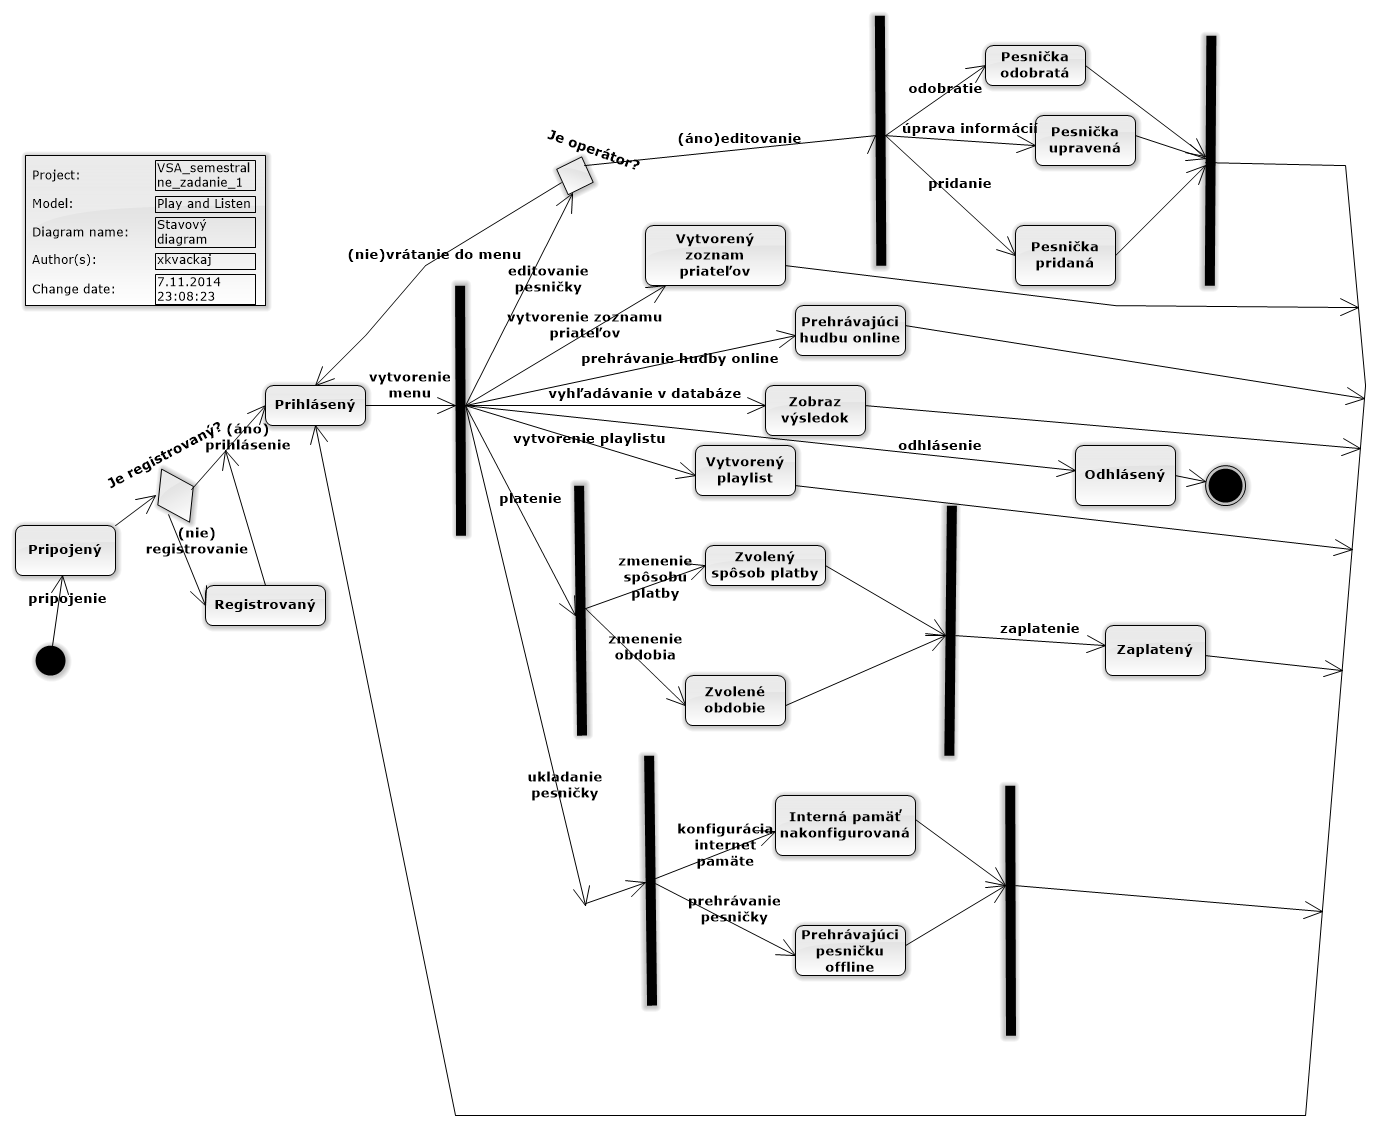 Project:
VSA_semestral
ne_zadanie_1
Model:
Play and Listen
Diagram name:
Stavový
diagram
Author(s):
xkvackaj
Change date:
7.11.2014
23:08:23
Je operátor?
(áno)editovanie
odobratie
Pesnička
odobratá
úprava informácií
Pesnička
upravená
pridanie
Pesnička
pridaná
(nie)vrátanie do menu
editovanie
pesničky
Vytvorený
zoznam
priateľov
vytvorenie zoznamu
priateľov
Prehrávajúci
hudbu online
prehrávanie hudby online
vytvorenie
menu
Prihlásený
vyhľadávanie v databáze
Zobraz
výsledok
Je registrovaný?
(áno)
prihlásenie
vytvorenie playlistu
Vytvorený
playlist
odhlásenie
Odhlásený
platenie
Pripojený
(nie)
registrovanie
Registrovaný
pripojenie
zmenenie
spôsobu
platby
Zvolený
spôsob platby
zmenenie
obdobia
Zvolené
obdobie
zaplatenie
Zaplatený
ukladanie
pesničky
konfigurácia
internet
pamäte
Interná pamäť
nakonfigurovaná
prehrávanie
pesničky
Prehrávajúci
pesničku
offline